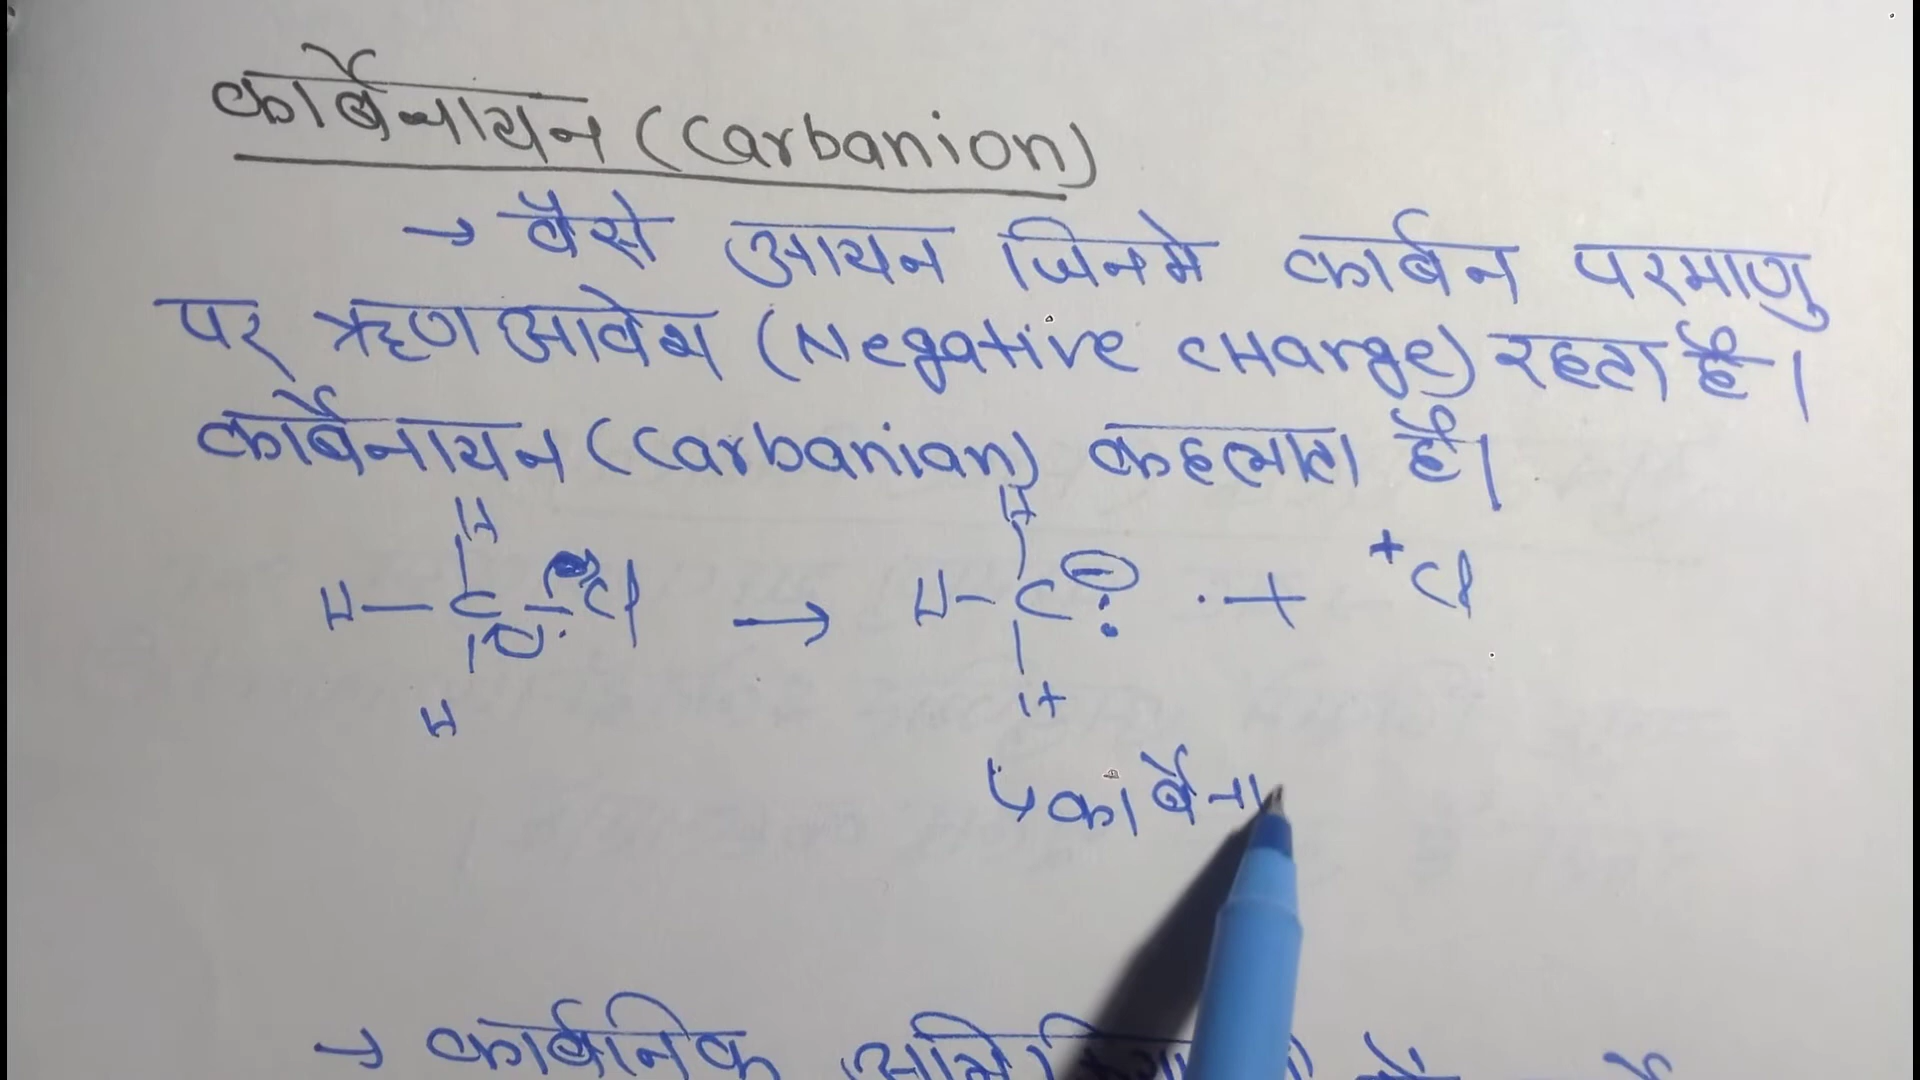 कार्बेनायन (Carbanion)
→ वैसे आयन जिनमे कार्बन परमाणु
पर ऋण आवेश (Negative cHarge) रहता है।
कार्बेनायन (Carbanian) कहलाता है।
H H
H — C — Cl → H - C ⊖ : + +Cl
H H
↳ कार्बेना
→ कार्बनिक